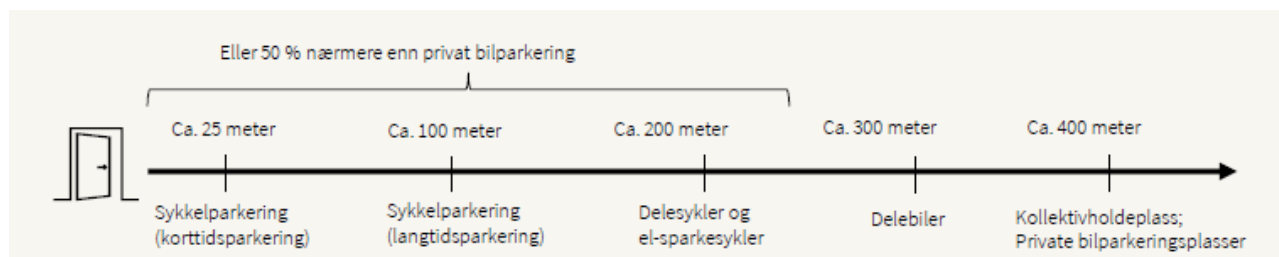 Eller 50 % nærmere enn privat bilparkering
Ca. 25 meter
Ca. 100 meter
Ca. 200 meter
Ca. 300 meter
Ca. 400 meter
Sykkelparkering
(korttidsparkering)
Sykkelparkering
(langtidsparkering)
Delesykler og
el-sparkesykler
Delebiler
Kollektivholdeplass;
Private bilparkeringsplasser